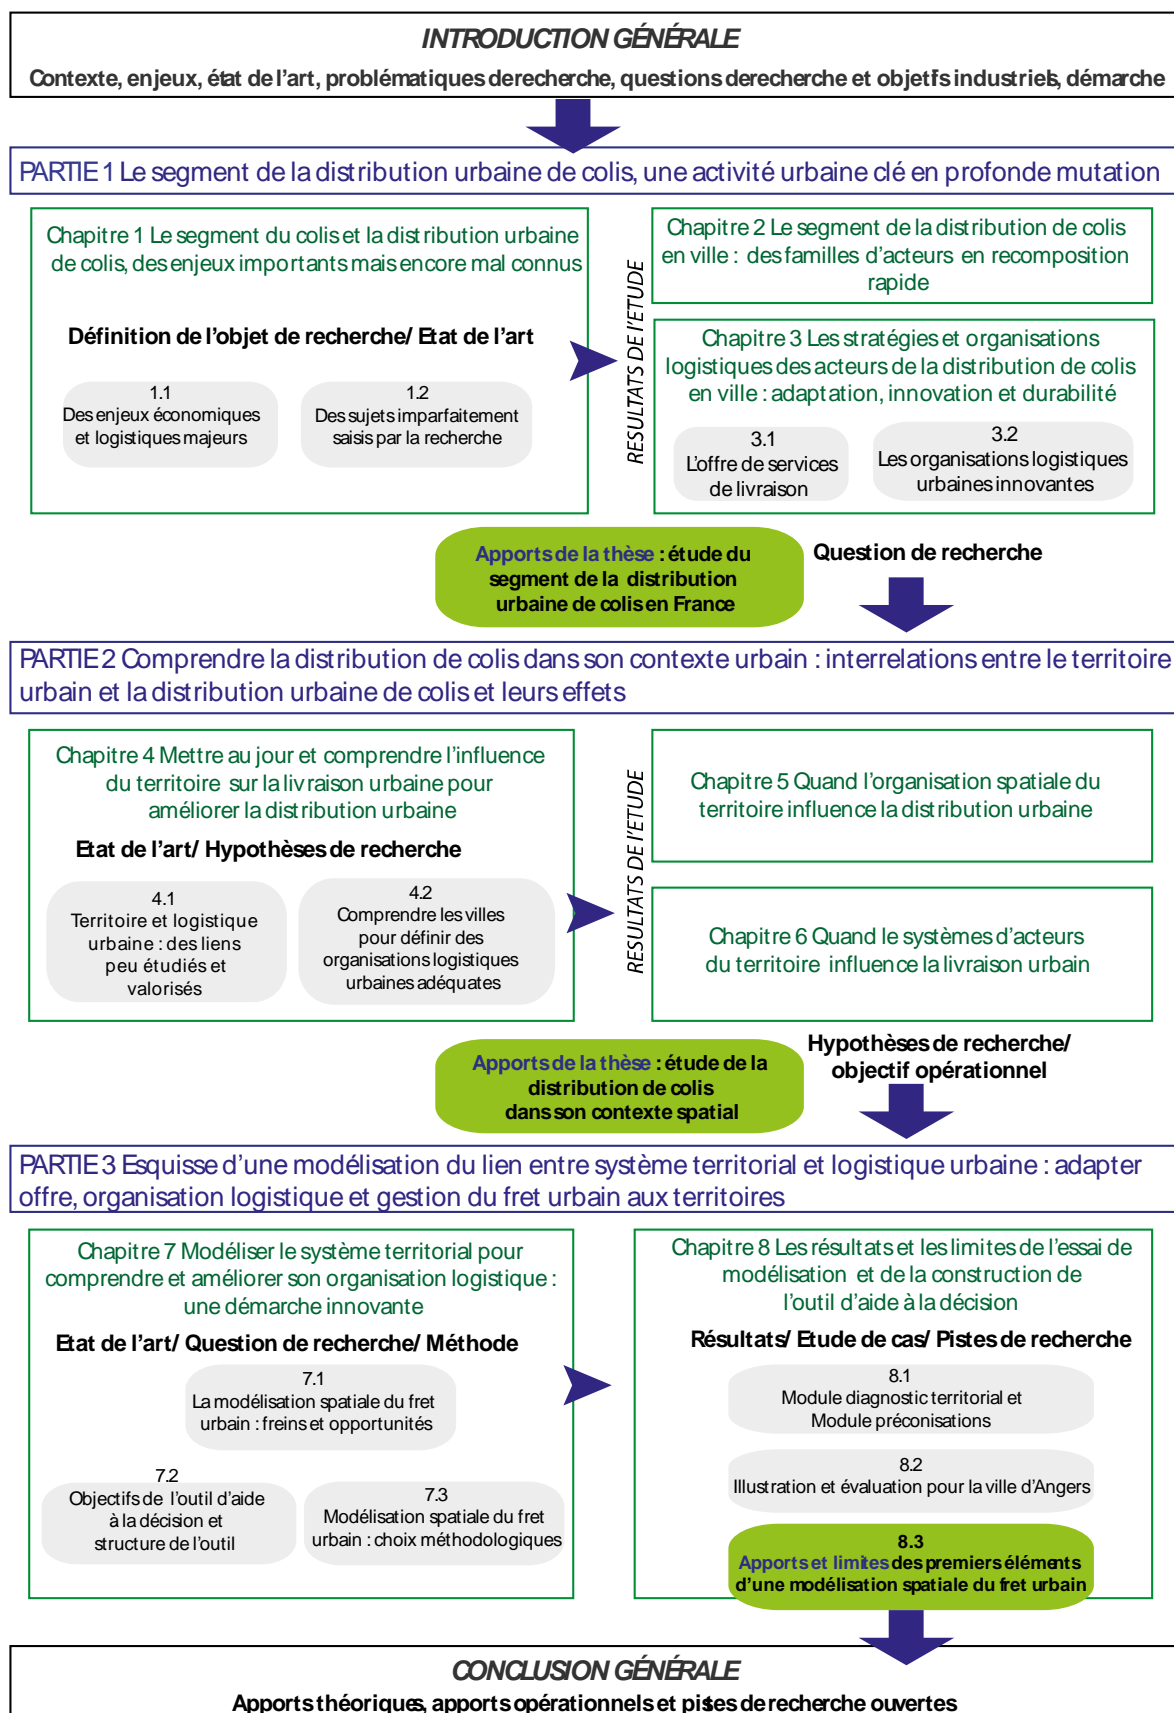 INTRODUCTION GÉNÉRALE
Contexte, enjeux, état de l'art, problématiques de recherche, questions de recherche et objetifs industriels, démarche
PARTIE 1 Le segment de la distribution urbaine de colis, une activité urbaine clé en profonde mutation
Chapitre 1 Le segment du colis et la distribution urbaine
de colis, des enjeux importants mais encore mal connus
Définition de l'objet de recherche/ Etat de l'art
1.1
Des enjeux économiques
et logistiques majeurs
1.2
Des sujets imparfaitement
saisis par la recherche
RESULTATS DE L'ETUDE
Chapitre 2 Le segment de la distribution de colis
en ville : des familles d'acteurs en recomposition
rapide
Chapitre 3 Les stratégies et organisations
logistiques des acteurs de la distribution de colis
en ville : adaptation, innovation et durabilité
3.1
L'offre de services
de livraison
3.2
Les organisations logistiques
urbaines innovantes
Apports de la thèse : étude du
segment de la distribution
urbaine de colis en France
Question de recherche
PARTIE 2 Comprendre la distribution de colis dans son contexte urbain : interrelations entre le territoire
urbain et la distribution urbaine de colis et leurs effets
Chapitre 4 Mettre au jour et comprendre l'influence
du territoire sur la livraison urbaine pour
améliorer la distribution urbaine
Etat de l'art/ Hypothèses de recherche
4.1
Territoire et logistique
urbaine : des liens
peu étudiés et
valorisés
4.2
Comprendre les villes
pour définir des
organisations logistiques
urbaines adéquates
RESULTATS DE l'ETUDE
Chapitre 5 Quand l'organisation spatiale du
territoire influence la distribution urbaine
Chapitre 6 Quand le systèmes d'acteurs
du territoire influence la livraison urbain
Apports de la thèse : étude de la
distribution de colis
dans son contexte spatial
Hypothèses de recherche/
objectif opérationnel
PARTIE 3 Esquisse d'une modélisation du lien entre système territorial et logistique urbaine : adapter
offre, organisation logistique et gestion du fret urbain aux territoires
Chapitre 7 Modéliser le système territorial pour
comprendre et améliorer son organisation logistique :
une démarche innovante
Etat de l'art/ Question de recherche/ Méthode
7.1
La modélisation spatiale du fret
urbain : freins et opportunités
7.2
Objectifs de l'outil d'aide
à la décision et
structure de l'outil
7.3
Modélisation spatiale du fret
urbain : choix méthodologiques
Chapitre 8 Les résultats et les limites de l'essai de
modélisation et de la construction de
l'outil d'aide à la décision
Résultats/ Etude de cas/ Pistes de recherche
8.1
Module diagnostic territorial et
Module préconisations
8.2
Illustration et évaluation pour la ville d'Angers
8.3
Apports et limites des premiers éléments
d'une modélisation spatiale du fret urbain
CONCLUSION GÉNÉRALE
Apports théoriques, apports opérationnels et pistes de recherche ouvertes